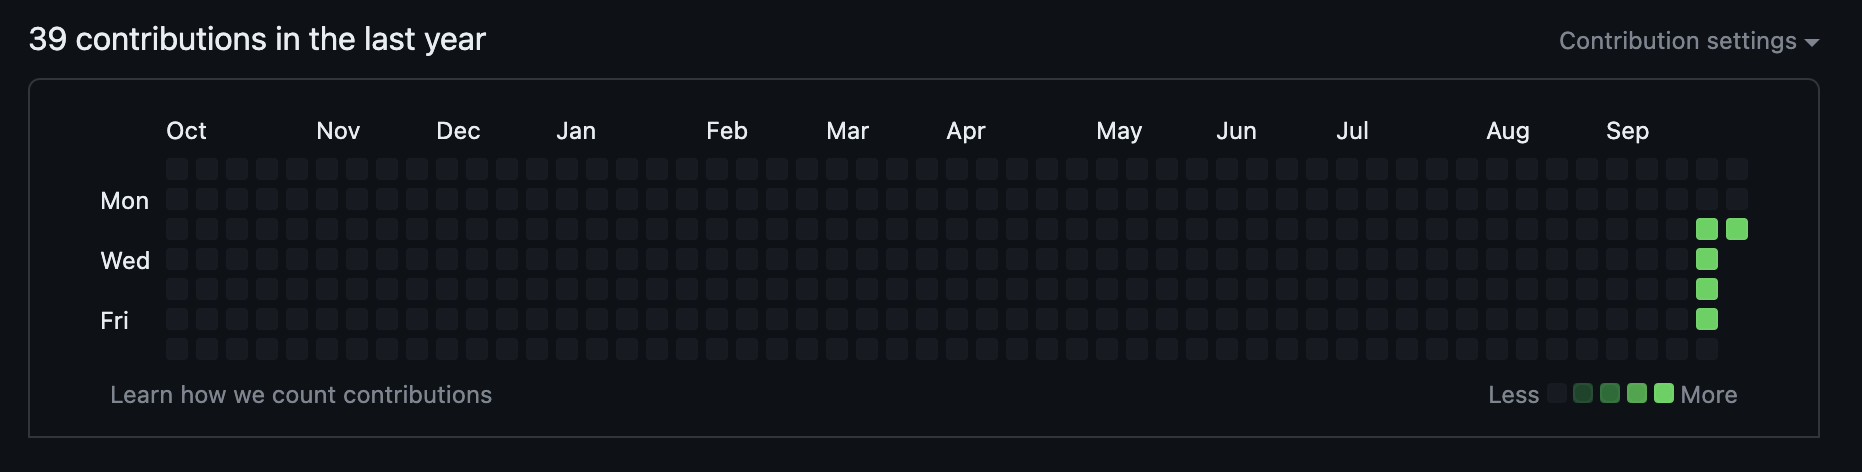 39 contributions in the last year
Contribution settings
Oct Nov Dec Jan Feb Mar Apr May Jun Jul Aug Sep
Mon
Wed
Fri
Learn how we count contributions
Less More